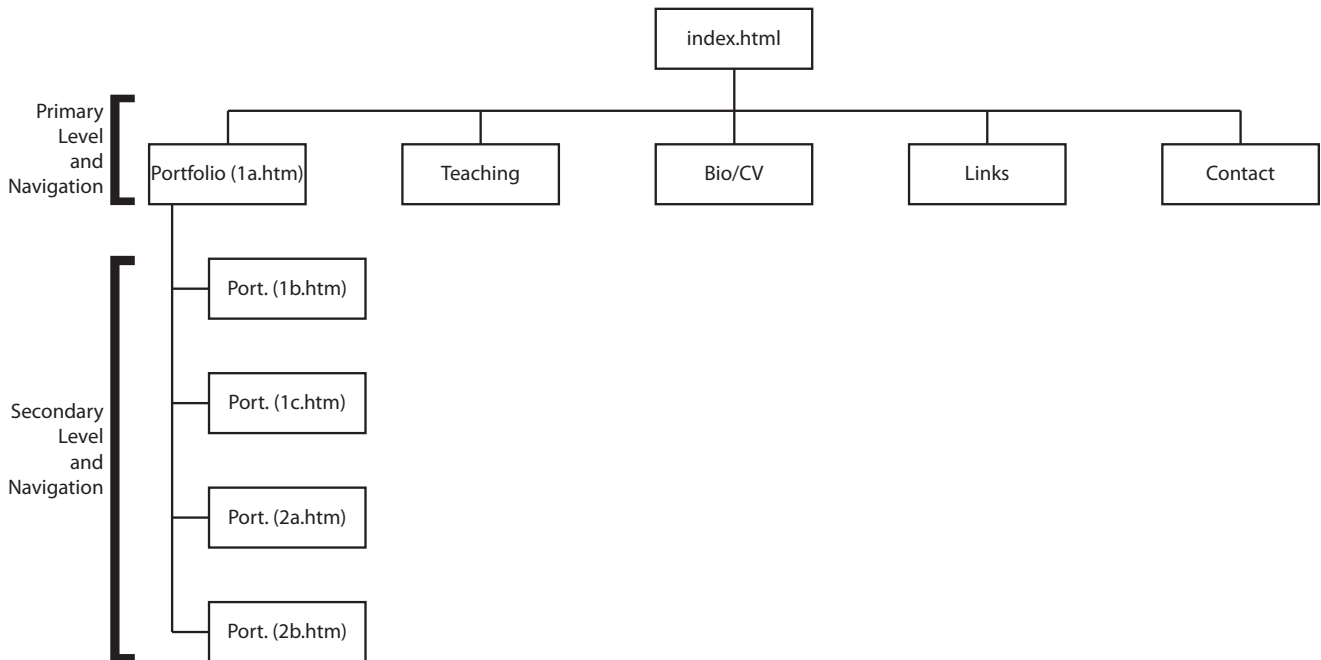 index.html
Primary
Level
and
Navigation
Portfolio (1a.htm)
Teaching
Bio/CV
Links
Contact
Secondary
Level
and
Navigation
Port. (1b.htm)
Port. (1c.htm)
Port. (2a.htm)
Port. (2b.htm)